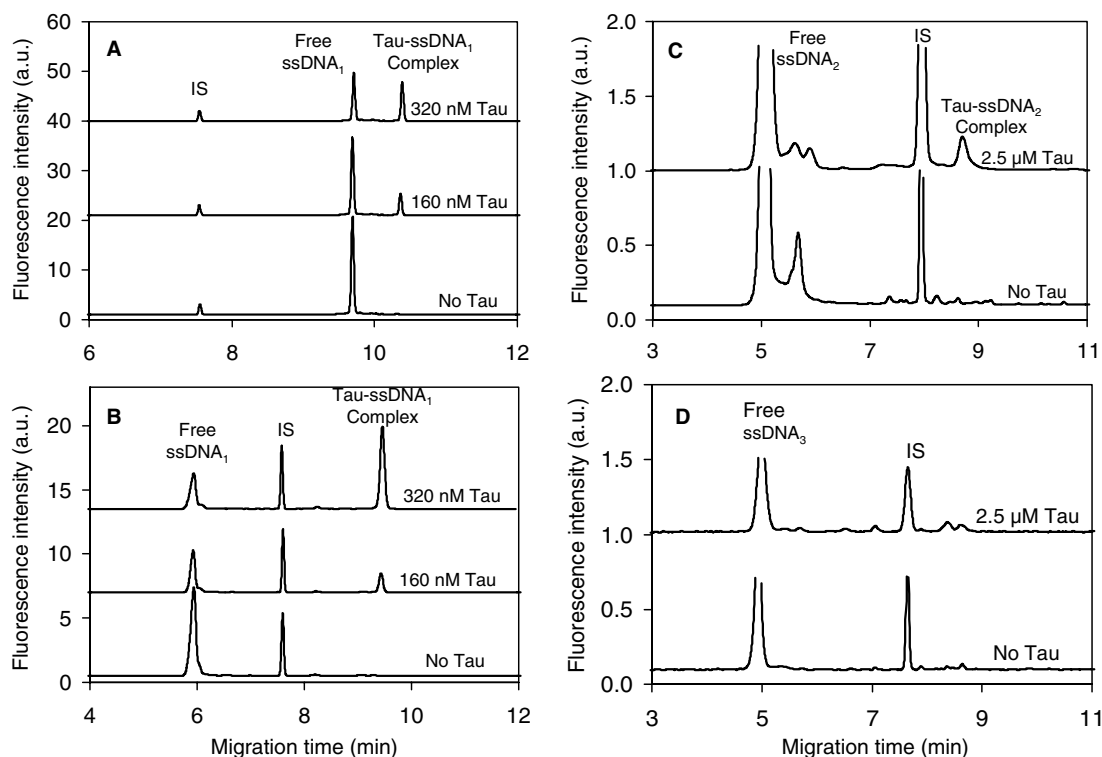 A
Fluorescence intensity (a.u.)
60
50
40
30
20
10
0
IS
Free
ssDNA₁
Tau-ssDNA₁
Complex
320 nM Tau
160 nM Tau
No Tau
6 7 8 9 10 11 12
B
Fluorescence intensity (a.u.)
20
15
10
5
0
Free
ssDNA₁
IS
Tau-ssDNA₁
Complex
320 nM Tau
160 nM Tau
No Tau
4 6 8 10 12
Migration time (min)
C
Fluorescence intensity (a.u.)
2.0
1.5
1.0
0.5
0.0
Free
ssDNA₂
IS
Tau-ssDNA₂
Complex
2.5 µM Tau
No Tau
3 5 7 9 11
D
Fluorescence intensity (a.u.)
2.0
1.5
1.0
0.5
0.0
Free
ssDNA₃
IS
2.5 µM Tau
No Tau
3 5 7 9 11
Migration time (min)